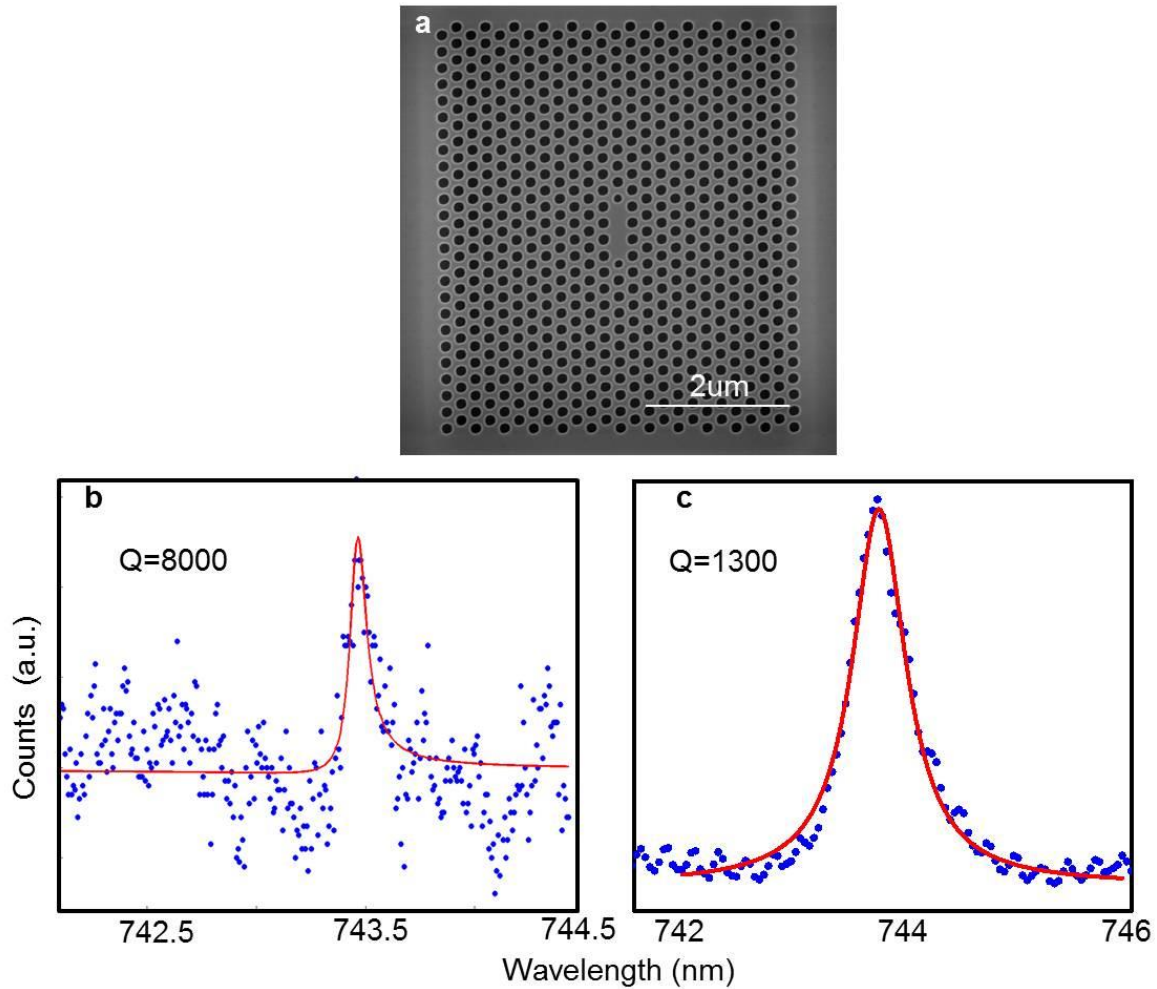 a
2um
b
Q=8000
c
Q=1300
Counts (a.u.)
742.5
743.5
744.5
742
744
746
Wavelength (nm)